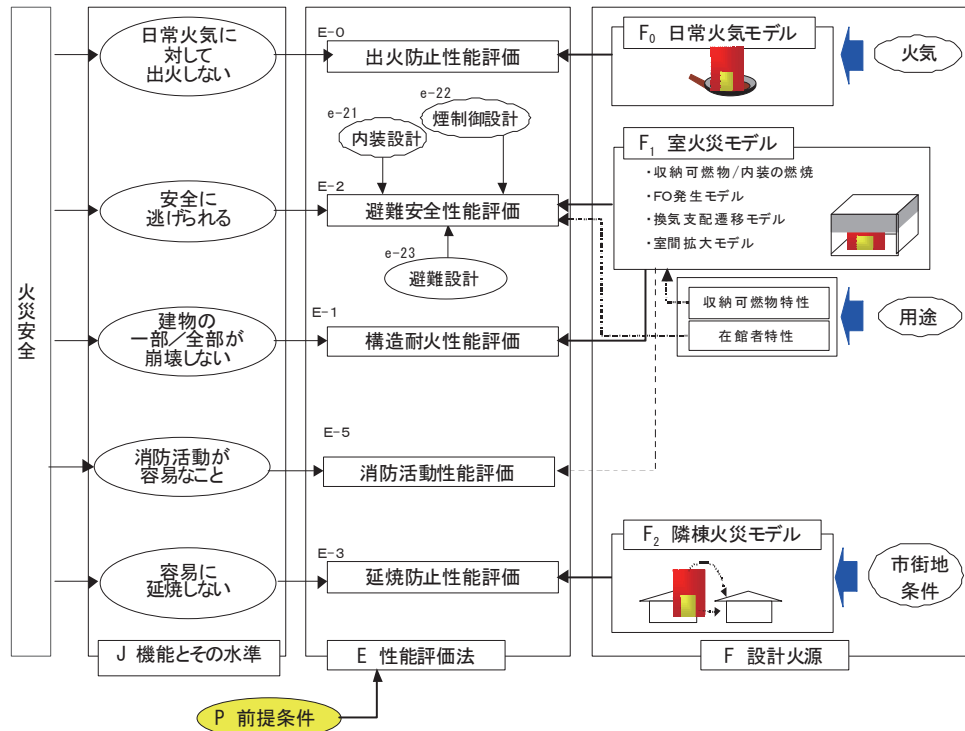 火災安全
日常火気に
対して
出火しない
安全に
逃げられる
建物の
一部/全部が
崩壊しない
消防活動が
容易なこと
容易に
延焼しない
J 機能とその水準
E-0
出火防止性能評価
e-21
内装設計
e-22
煙制御設計
E-2
避難安全性能評価
e-23
避難設計
E-1
構造耐火性能評価
E-5
消防活動性能評価
E-3
延焼防止性能評価
E 性能評価法
P 前提条件
F0 日常火気モデル
火気
F1 室火災モデル
・収納可燃物/内装の燃焼
・FO発生モデル
・換気支配遷移モデル
・室間拡大モデル
収納可燃物特性
在館者特性
用途
F2 隣棟火災モデル
市街地
条件
F 設計火源